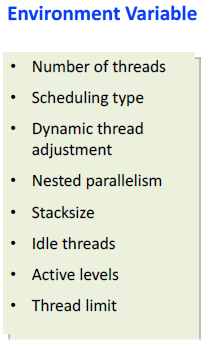 Environment Variable
• Number of threads
• Scheduling type
• Dynamic thread
adjustment
• Nested parallelism
• Stacksize
• Idle threads
• Active levels
• Thread limit